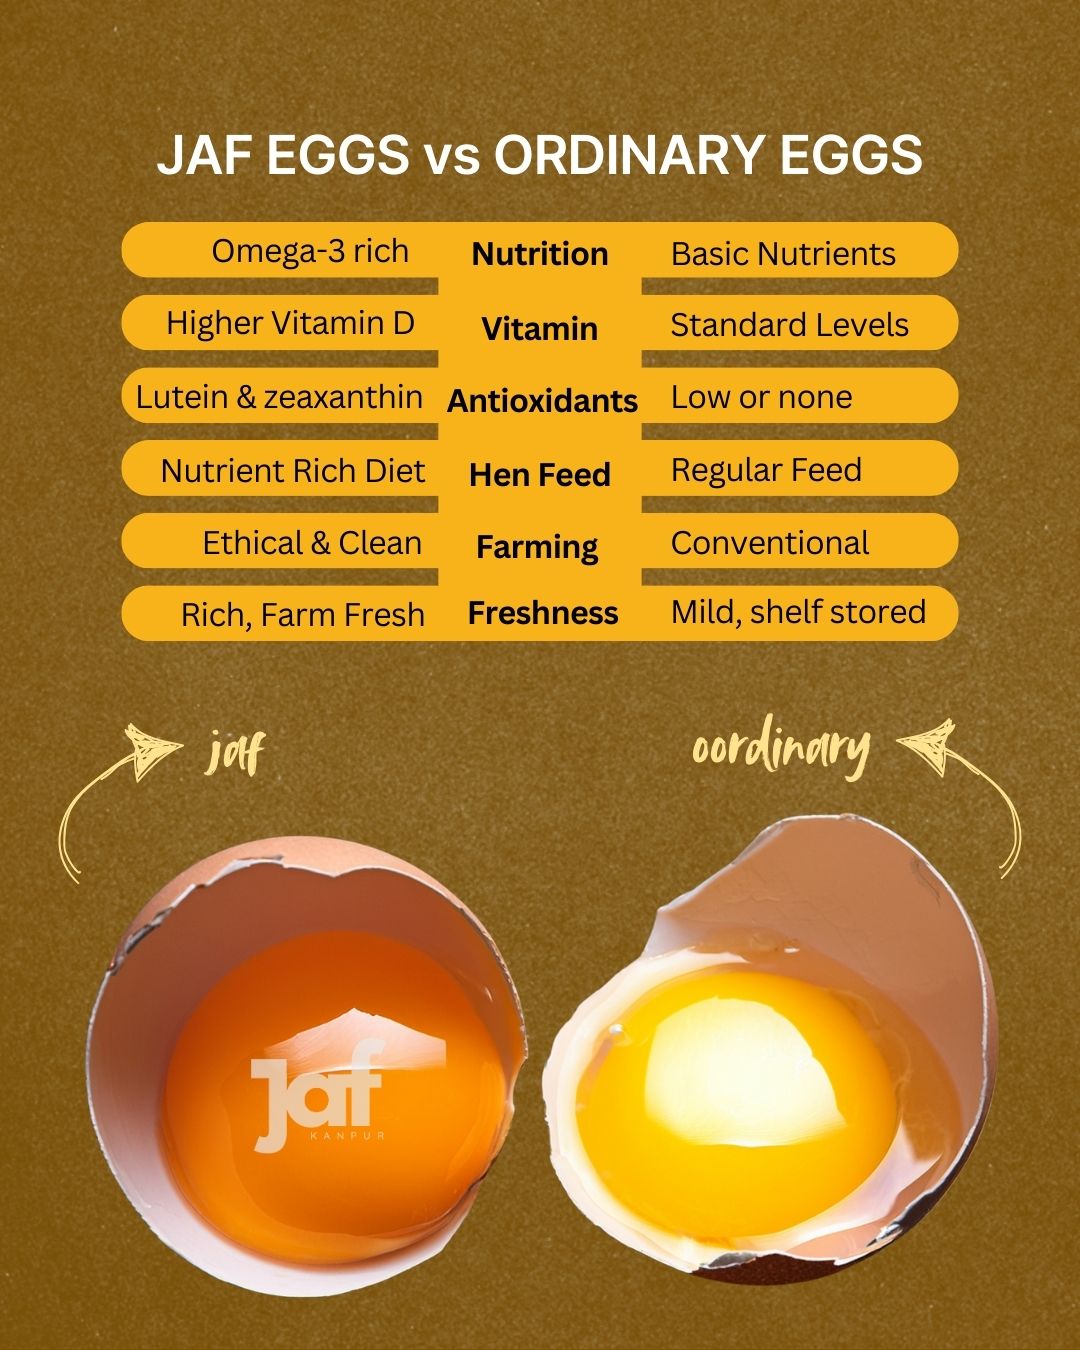 JAF EGGS vs ORDINARY EGGS
Omega-3 rich Nutrition Basic Nutrients
Higher Vitamin D Vitamin Standard Levels
Lutein & zeaxanthin Antioxidants Low or none
Nutrient Rich Diet Hen Feed Regular Feed
Ethical & Clean Farming Conventional
Rich, Farm Fresh Freshness Mild, shelf stored
jaf oordinary
Jaf
KANPUR